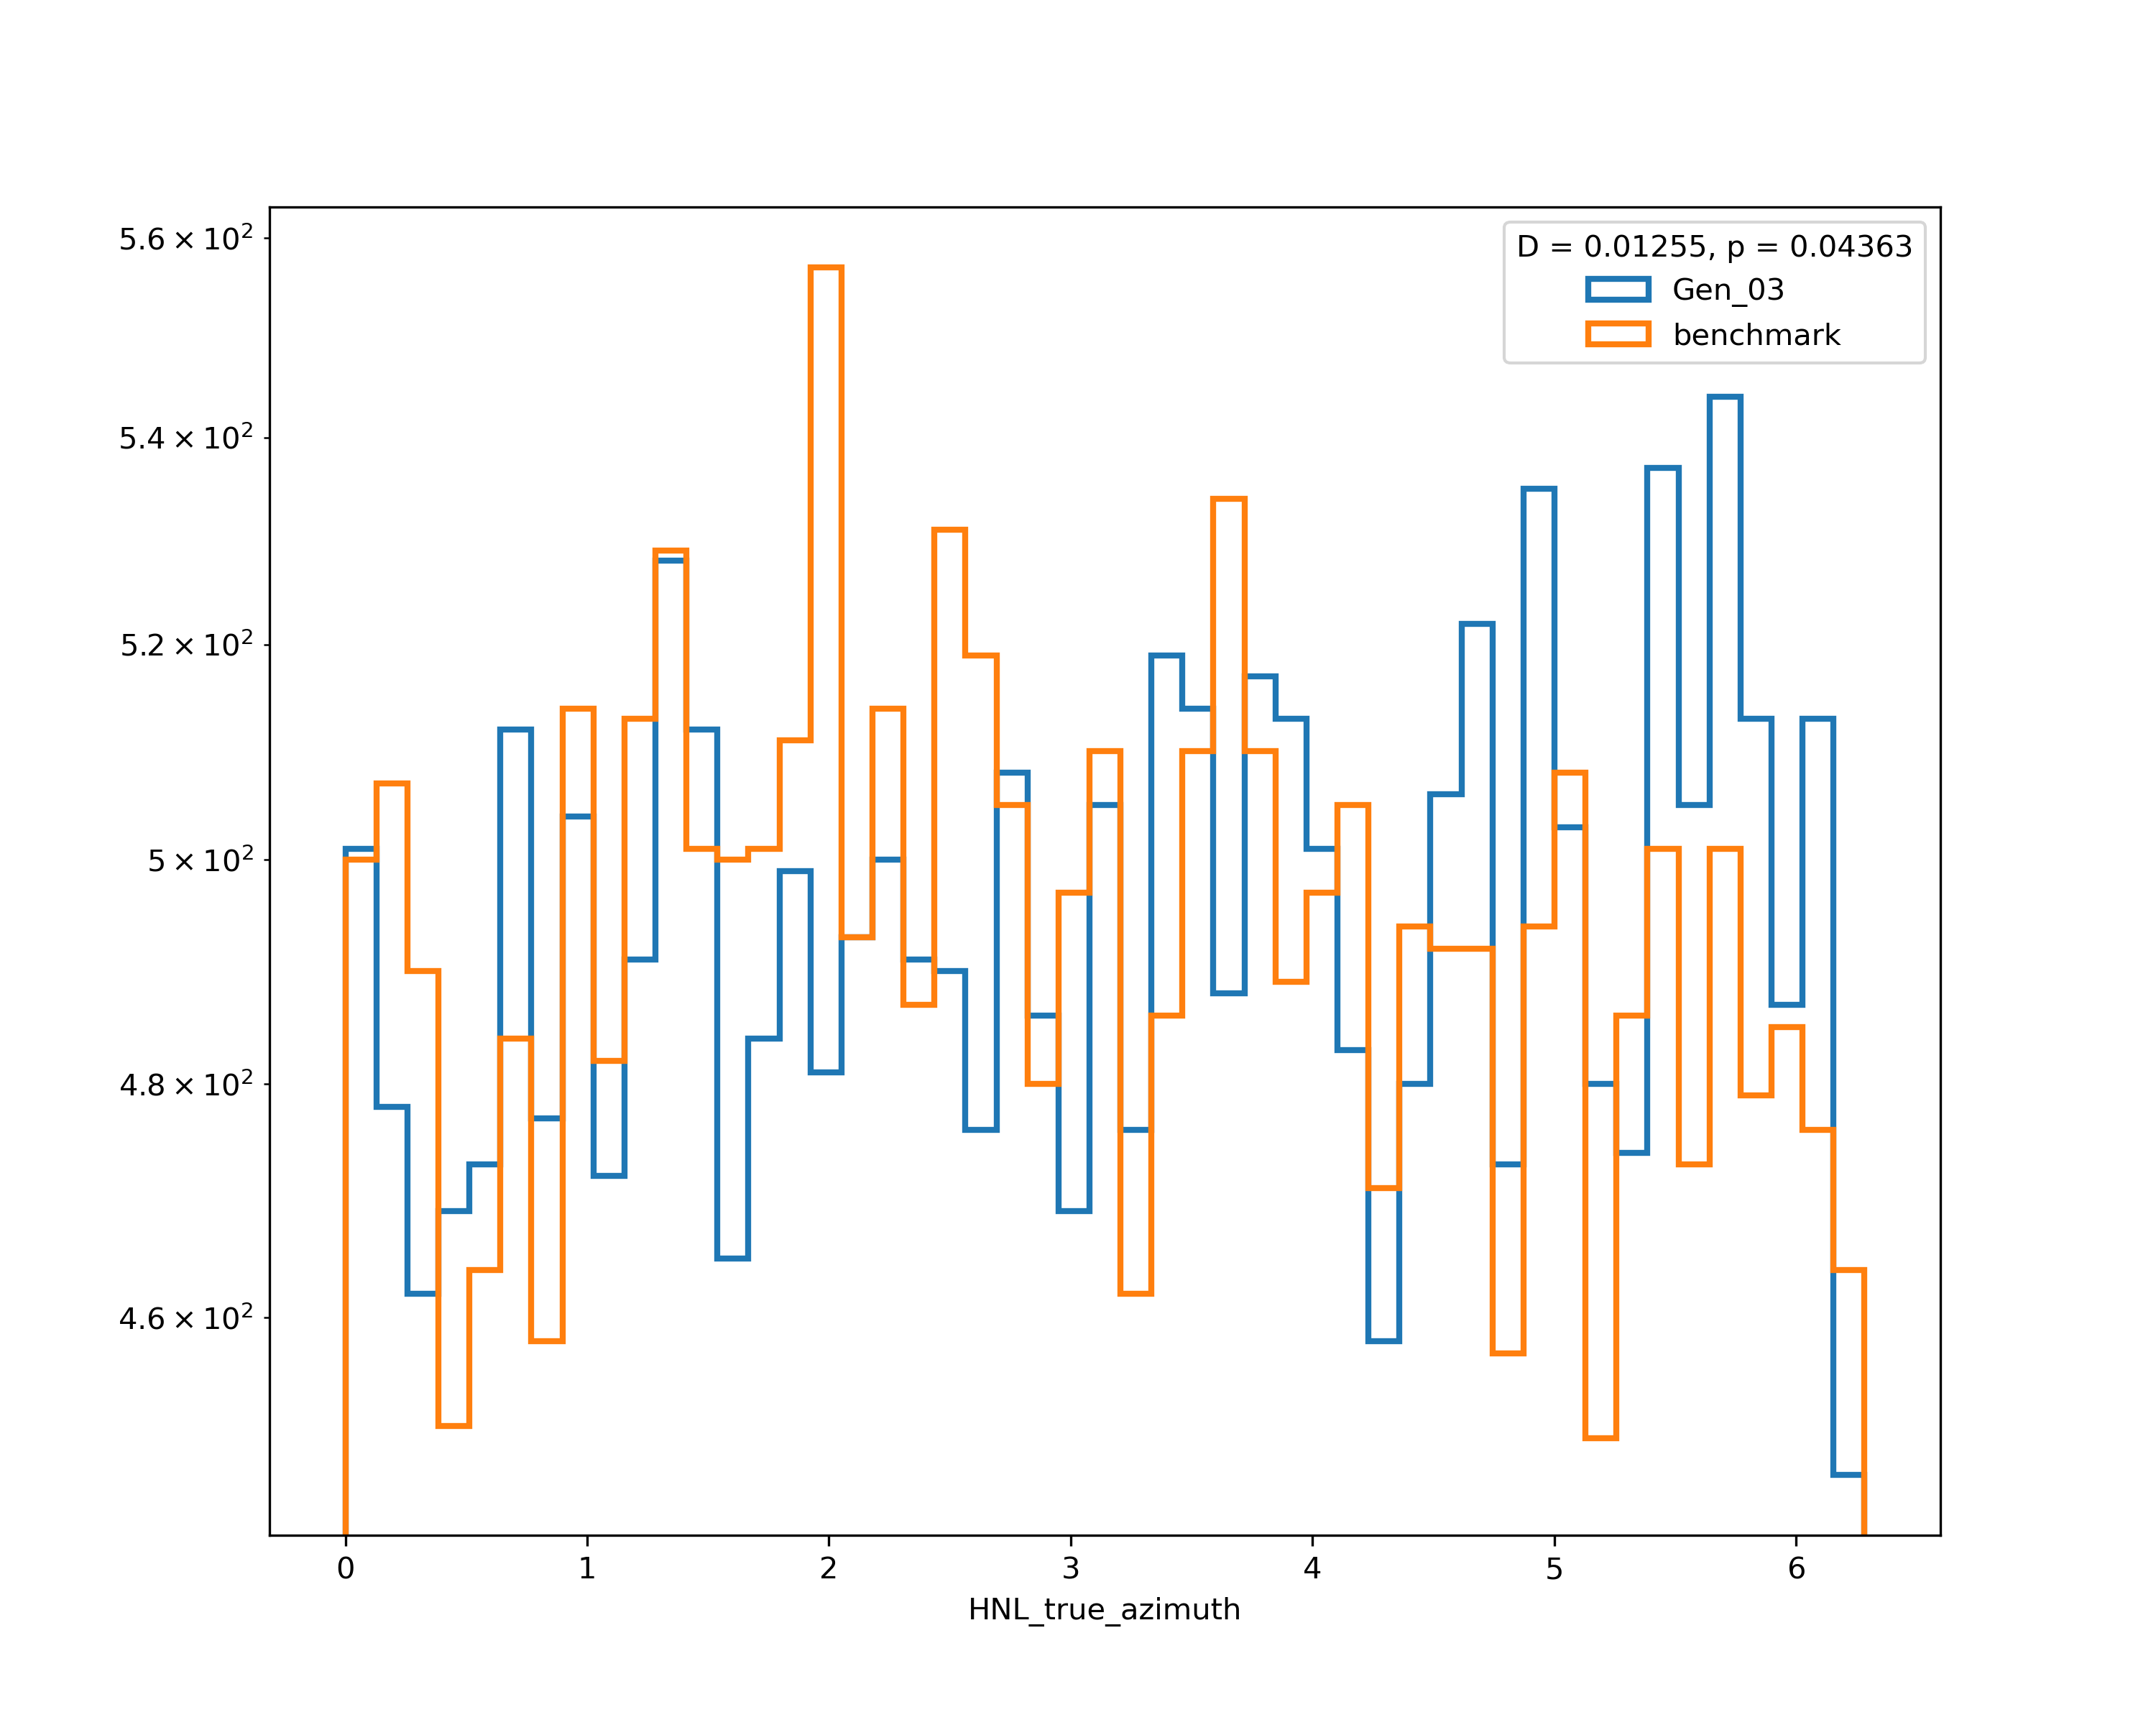 D = 0.01255, p = 0.04363
Gen_03
benchmark
5.6 × 10²
5.4 × 10²
5.2 × 10²
5 × 10²
4.8 × 10²
4.6 × 10²
0 1 2 3 4 5 6
HNL_true_azimuth